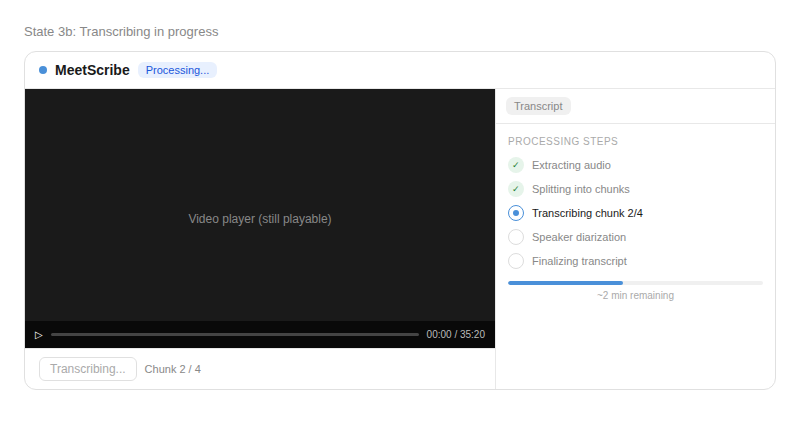 State 3b: Transcribing in progress
MeetScribe
Processing...
Video player (still playable)
00:00 / 35:20
Transcribing...
Chunk 2 / 4
Transcript
PROCESSING STEPS
Extracting audio
Splitting into chunks
Transcribing chunk 2/4
Speaker diarization
Finalizing transcript
~2 min remaining